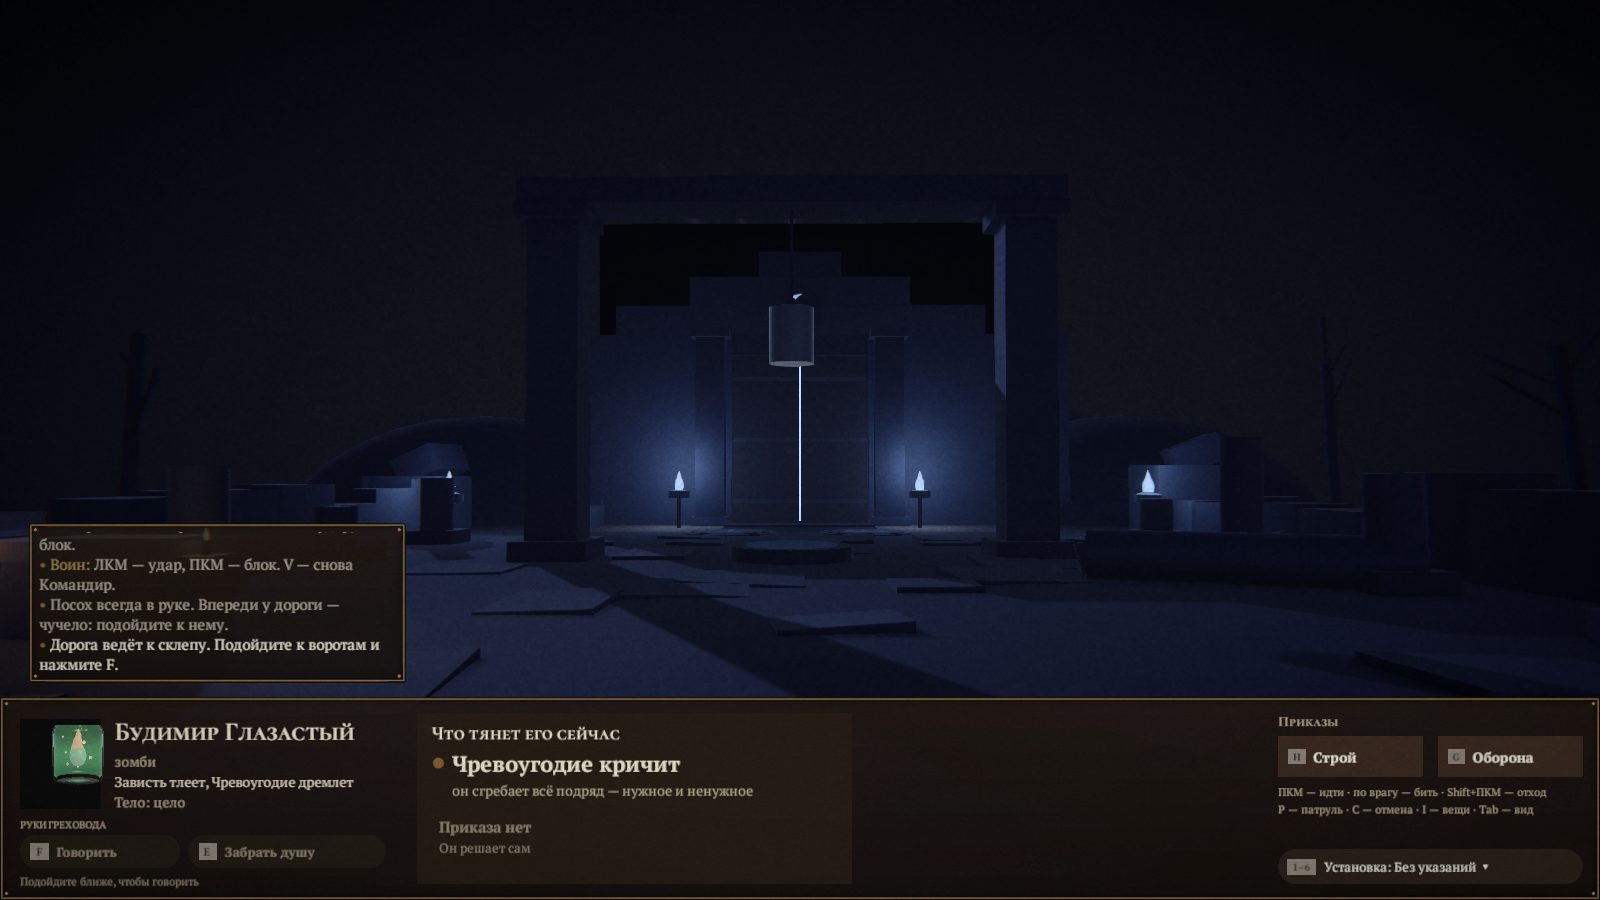 блок.
• Воин: ЛКМ — удар, ПКМ — блок. V — снова
Командир.
• Посох всегда в руке. Впереди у дороги —
чучело: подойдите к нему.
• Дорога ведёт к склепу. Подойдите к воротам и
нажмите F.
Будимир Глазастый
зомби
Зависть тлеет, Чревоугодие дремлет
Тело: цело
РУКИ ГРЕХОВОДА
F Говорить
E Забрать душу
Подойдите ближе, чтобы говорить
Что тянет его сейчас
Чревоугодие кричит
он сгребает всё подряд — нужное и ненужное
Приказа нет
Он решает сам
Приказы
H Строй
G Оборона
ПКМ — идти · по врагу — бить · Shift+ПКМ — отход
P — патруль · C — отмена · I — вещи · Tab — вид
1–6 Установка: Без указаний ▾